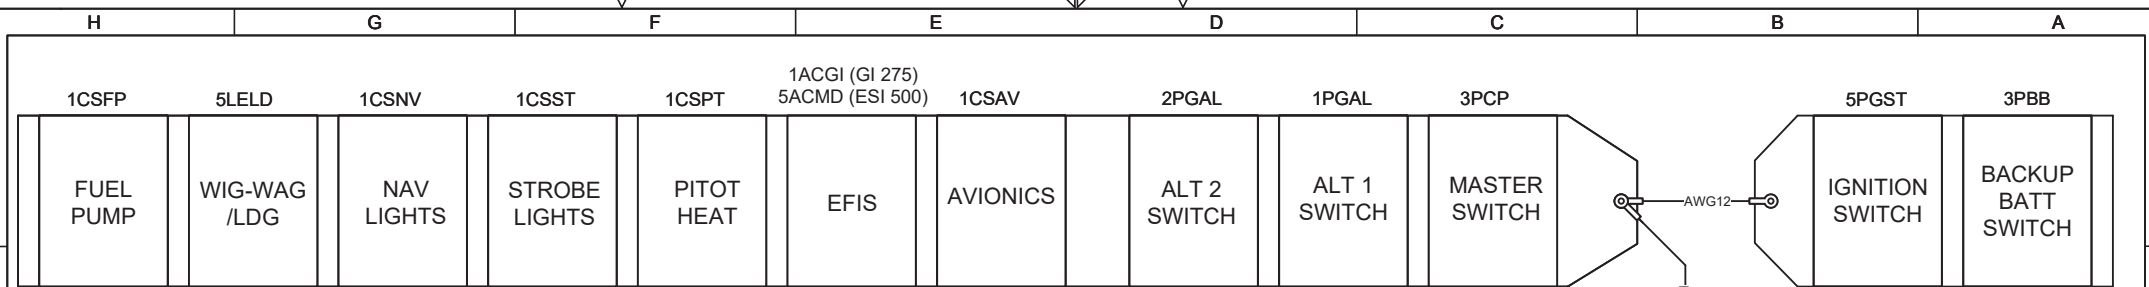 H G F E D C B A
1ACGI (GI 275)
1CSFP 5LELD 1CSNV 1CSST 1CSPT 5ACMD (ESI 500) 1CSAV 2PGAL 1PGAL 3PCP 5PGST 3PBB
FUEL
PUMP
WIG-WAG
/LDG
NAV
LIGHTS
STROBE
LIGHTS
PITOT
HEAT
EFIS
AVIONICS
ALT 2
SWITCH
ALT 1
SWITCH
MASTER
SWITCH
AWG12
IGNITION
SWITCH
BACKUP
BATT
SWITCH